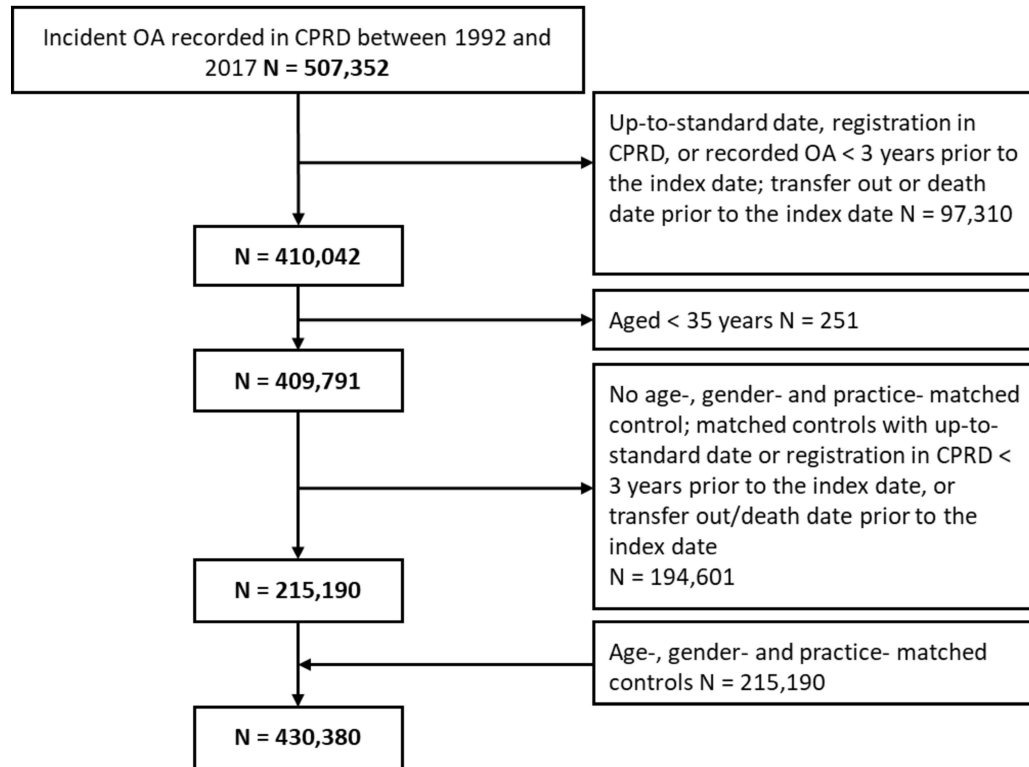 Incident OA recorded in CPRD between 1992 and
2017 N = 507,352
Up-to-standard date, registration in
CPRD, or recorded OA < 3 years prior to
the index date; transfer out or death
date prior to the index date N = 97,310
N = 410,042
Aged < 35 years N = 251
N = 409,791
No age-, gender- and practice- matched
control; matched controls with up-to-
standard date or registration in CPRD <
3 years prior to the index date, or
transfer out/death date prior to the
index date
N = 194,601
N = 215,190
Age-, gender- and practice- matched
controls N = 215,190
N = 430,380